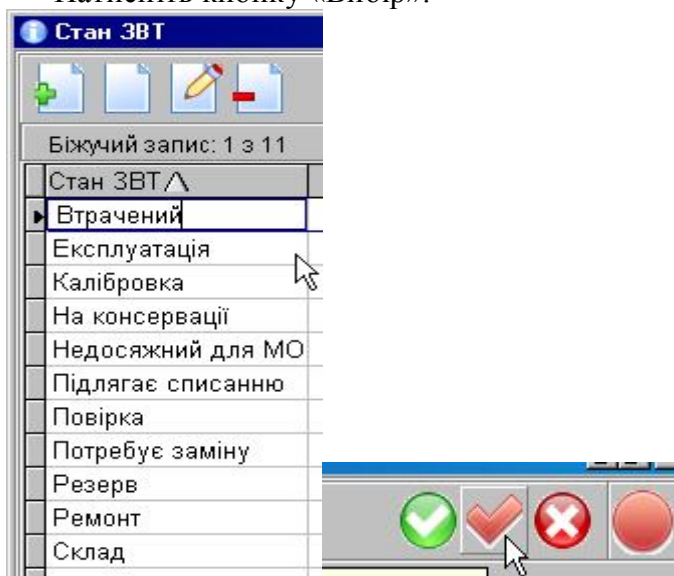 Натисніть кнопку «Вибір».
Стан ЗВТ
Біжучий запис: 1 з 11
Стан ЗВТ
Втрачений
Експлуатація
Калібровка
На консервації
Недосяжний для МО
Підлягає списанню
Повірка
Потребує заміну
Резерв
Ремонт
Склад